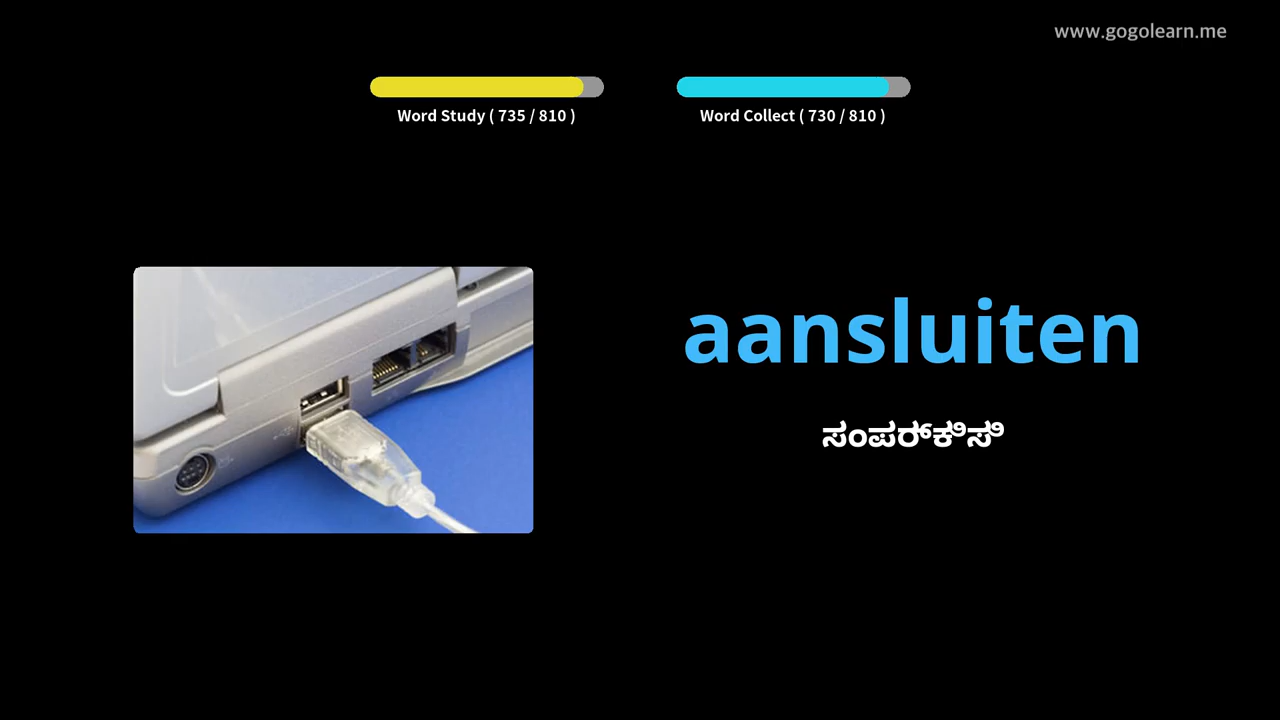 www.gogolearn.me
Word Study ( 735 / 810 )
Word Collect ( 730 / 810 )
aansluiten
ಸಂಪರ್ಕಿಸಿ